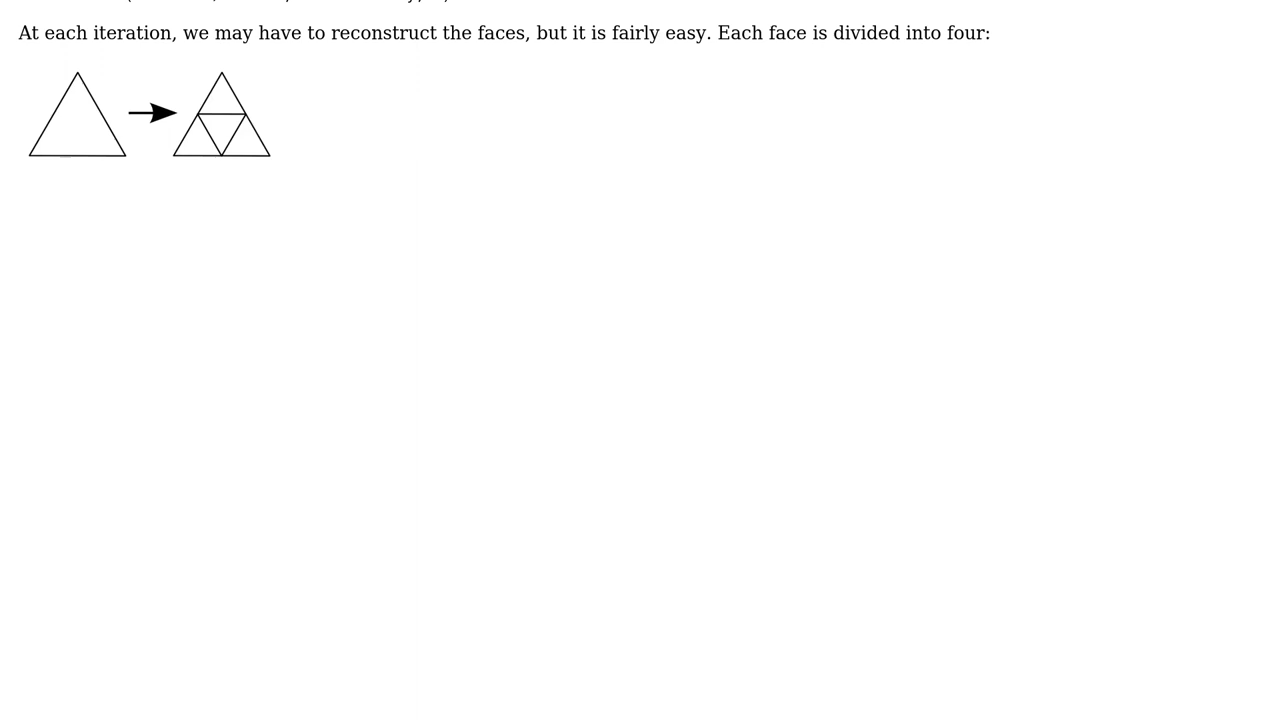 At each iteration, we may have to reconstruct the faces, but it is fairly easy. Each face is divided into four: